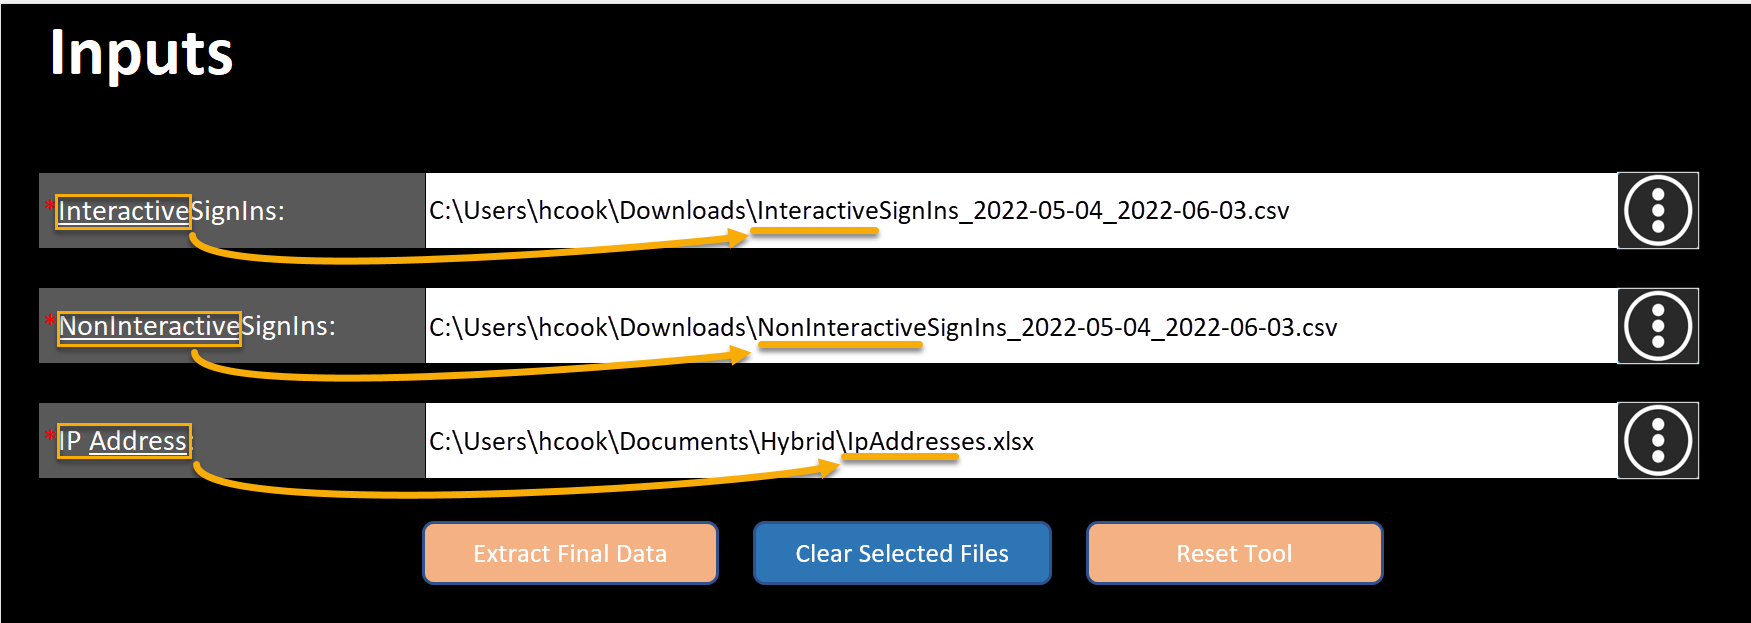 Inputs
*InteractiveSignIns: C:\Users\hcook\Downloads\InteractiveSignIns_2022-05-04_2022-06-03.csv
*NonInteractiveSignIns: C:\Users\hcook\Downloads\NonInteractiveSignIns_2022-05-04_2022-06-03.csv
*IP Address: C:\Users\hcook\Documents\Hybrid\IpAddresses.xlsx
Extract Final Data Clear Selected Files Reset Tool